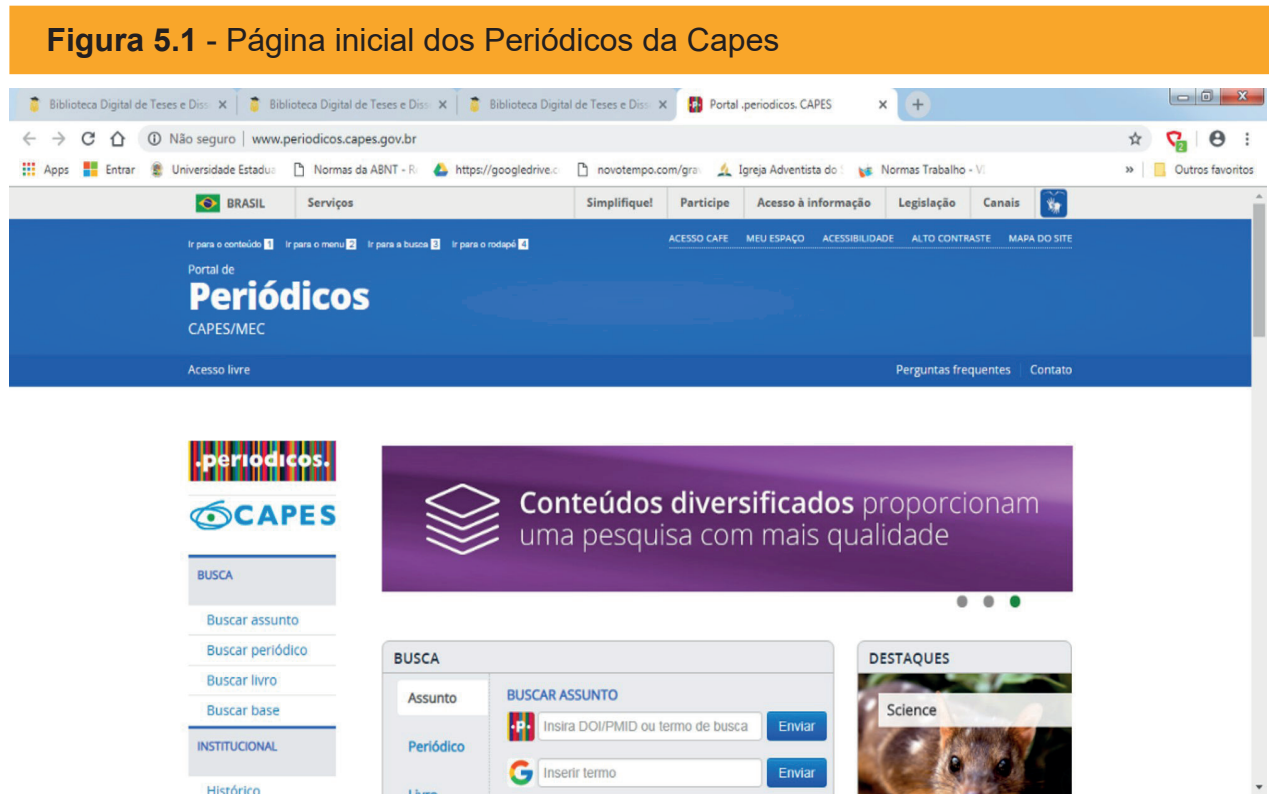 Figura 5.1 - Página inicial dos Periódicos da Capes
Biblioteca Digital de Teses e Diss
Biblioteca Digital de Teses e Diss
Biblioteca Digital de Teses e Diss
Portal .periodicos. CAPES
Não seguro | www.periodicos.capes.gov.br
2
Apps Entrar Universidade Estadua Normas da ABNT - R https://googledrive.c novotempo.com/gra Igreja Adventista do Normas Trabalho - V » Outros favoritos
BRASIL Serviços Simplifique! Participe Acesso à informação Legislação Canais
Ir para o conteúdo 1 Ir para o menu 2 Ir para a busca 3 Ir para o rodapé 4 ACESSO CAFE MEU ESPAÇO ACESSIBILIDADE ALTO CONTRASTE MAPA DO SITE
Portal de
Periódicos
CAPES/MEC
Acesso livre Perguntas frequentes Contato
.periodicos.
CAPES
Conteúdos diversificados proporcionam
uma pesquisa com mais qualidade
BUSCA
Buscar assunto
Buscar periódico
Buscar livro
Buscar base
INSTITUCIONAL
Histórico
BUSCA
Assunto
Periódico
Livro
BUSCAR ASSUNTO
.P. Insira DOI/PMID ou termo de busca Enviar
G Inserir termo Enviar
DESTAQUES
Science